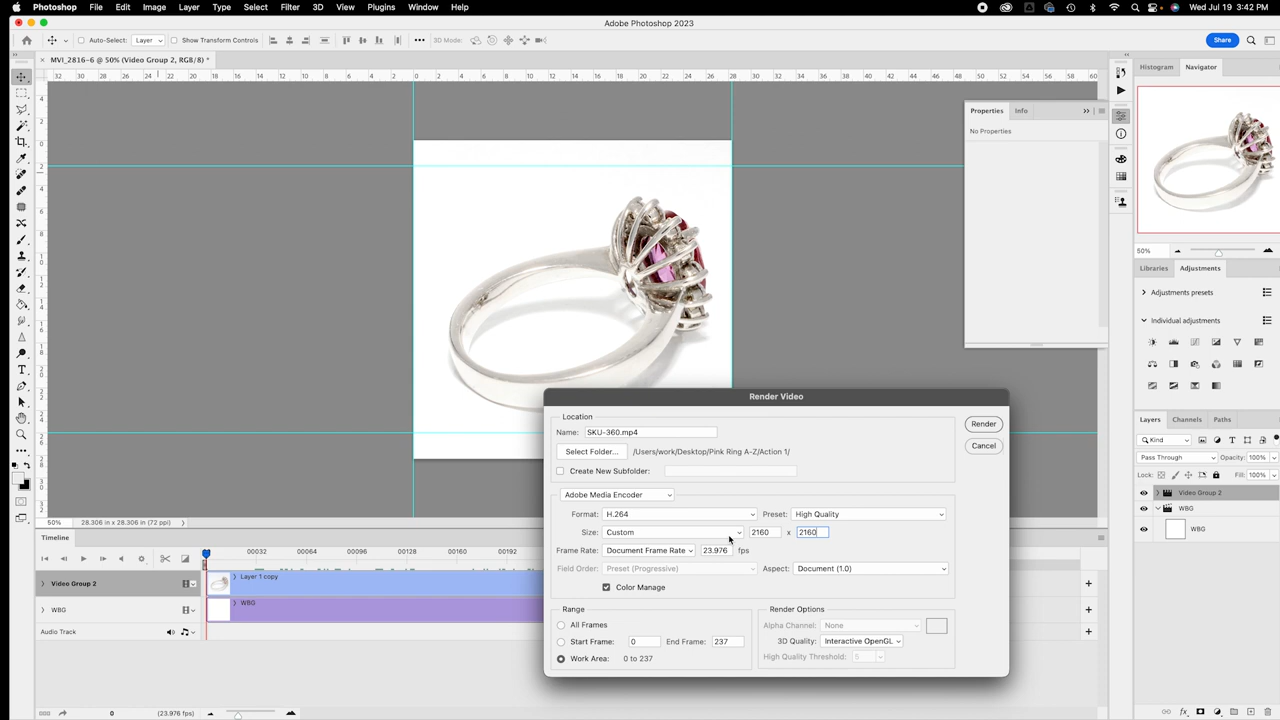 Photoshop File Edit Image Layer Type Select Filter 3D View Plugins Window Help Wed Jul 19 3:42 PM
Adobe Photoshop 2023
Auto-Select: Layer Show Transform Controls 3D Mode: Share
MVI_2816-6 @ 50% (Video Group 2, RGB/8) *
Histogram Navigator
Properties Info
No Properties
50%
Libraries Adjustments
Adjustments presets
Individual adjustments
Render Video
Location
Name: SKU-360.mp4
Render
Select Folder... /Users/work/Desktop/Pink Ring A-Z/Action 1/
Cancel
Create New Subfolder:
Adobe Media Encoder
Format: H.264 Preset: High Quality
Size: Custom 2160 x 2160
Frame Rate: Document Frame Rate 23.976 fps
Field Order: Preset (Progressive) Aspect: Document (1.0)
Color Manage
Range
All Frames
Start Frame: 0 End Frame: 237
Work Area: 0 to 237
Render Options
Alpha Channel: None
3D Quality: Interactive OpenGL
High Quality Threshold: 5
Layers Channels Paths
Kind
Pass Through Opacity: 100%
Lock: Fill: 100%
Video Group 2
WBG
WBG
50% 28.306 in x 28.306 in (72 ppi)
Timeline
00032 00064 00096 00128 00160 00192
Video Group 2 Layer 1 copy
WBG WBG
Audio Track
0 (23.976 fps)